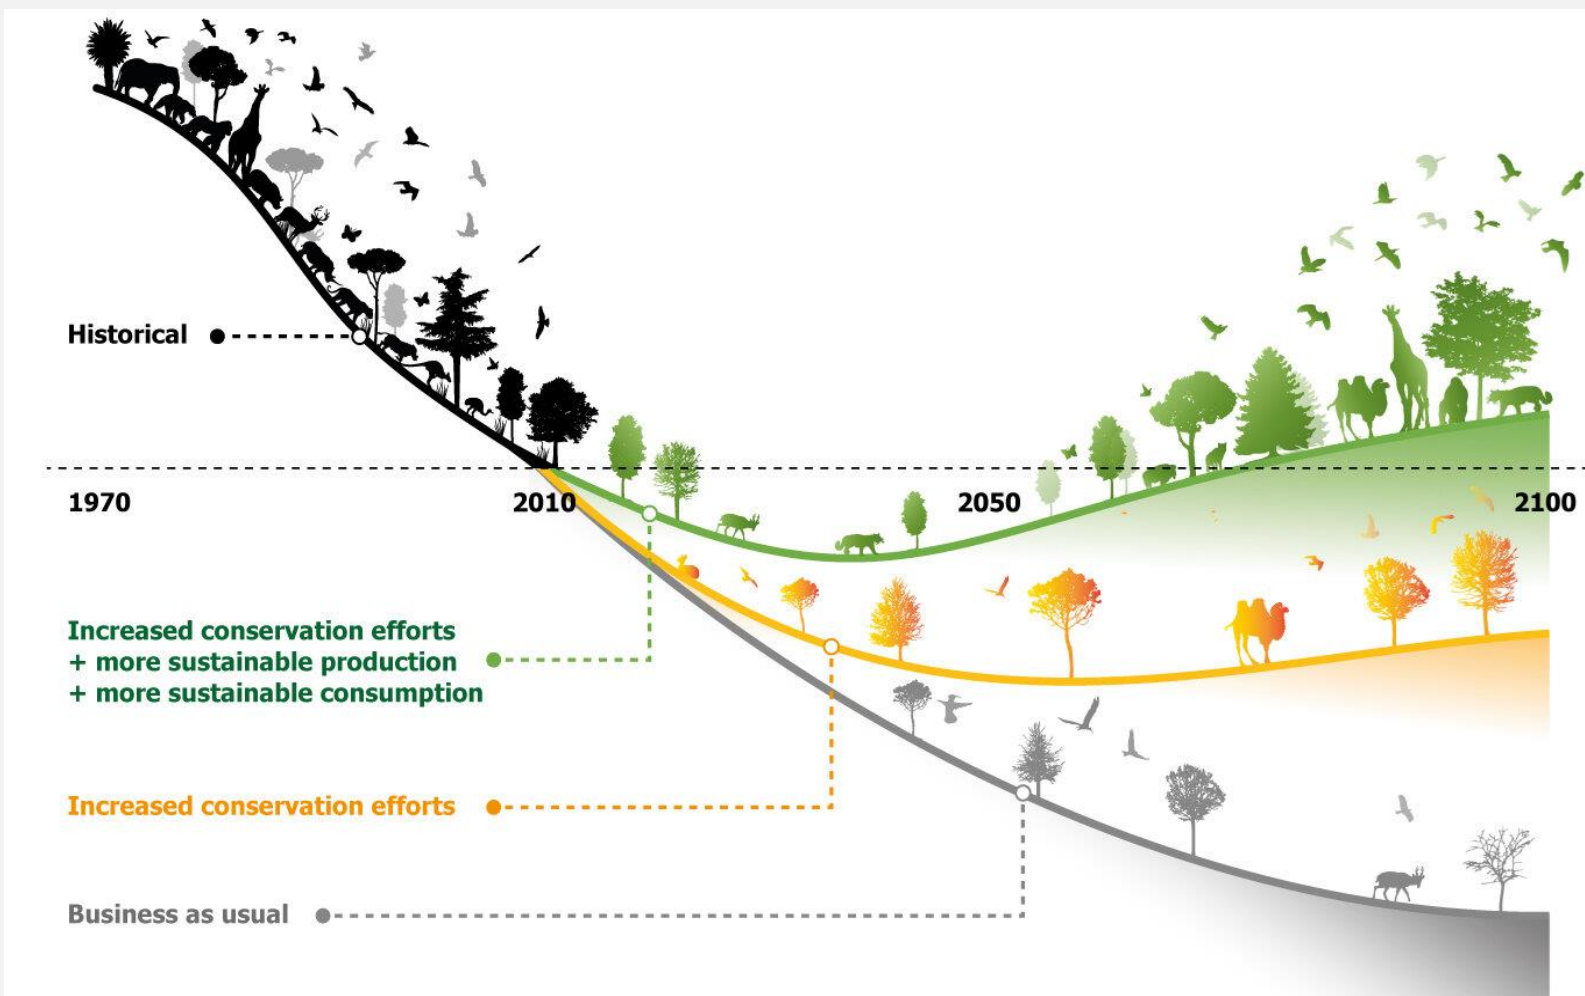 Historical
1970
2010
2050
2100
Increased conservation efforts
+ more sustainable production
+ more sustainable consumption
Increased conservation efforts
Business as usual